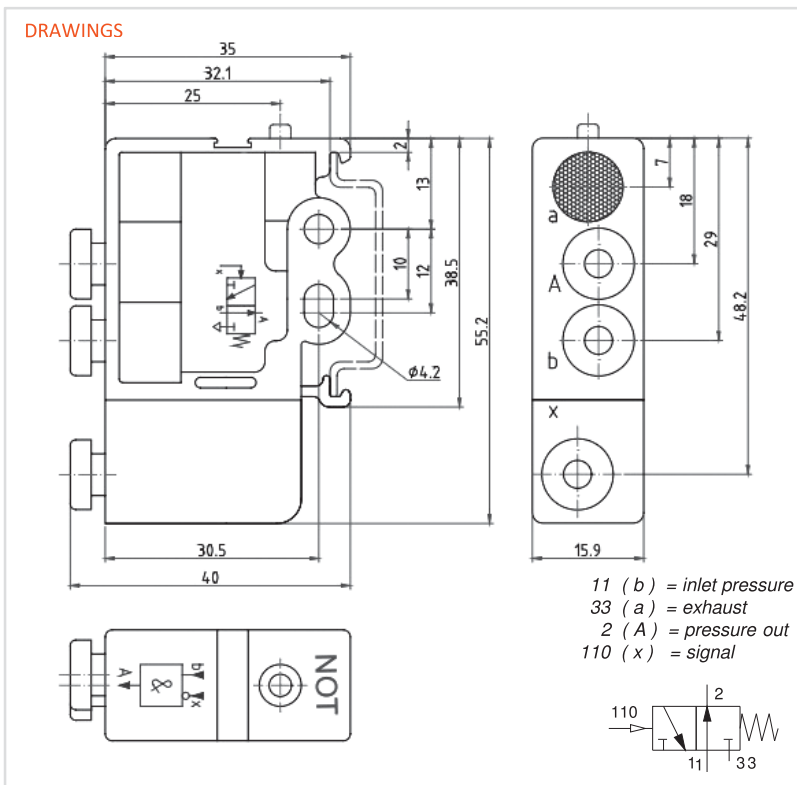 DRAWINGS
35
32.1
25
2
13
10
12
38.5
55.2
ø4.2
x
b
A
30.5
40
7
18
29
48.2
a
A
b
x
15.9
11 ( b ) = inlet pressure
33 ( a ) = exhaust
2 ( A ) = pressure out
110 ( x ) = signal
A
&
b
x
NOT
2
110
11
33